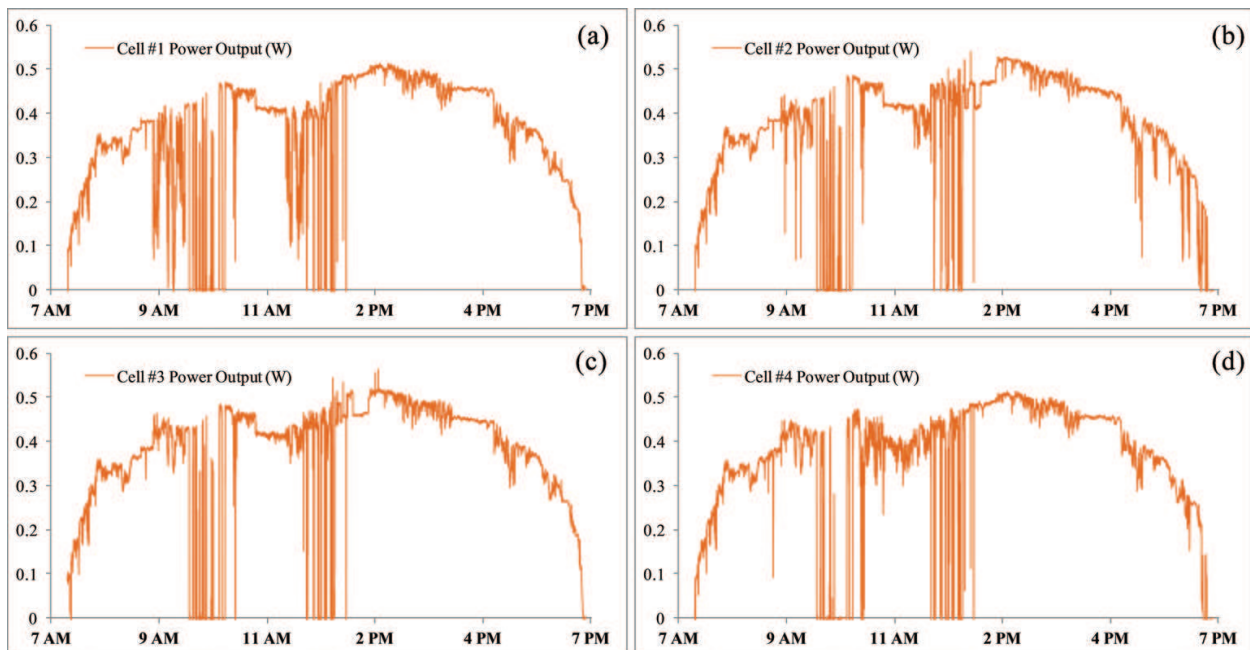 (a)
Cell #1 Power Output (W)
0.6
0.5
0.4
0.3
0.2
0.1
0
7 AM 9 AM 11 AM 2 PM 4 PM 7 PM
(b)
Cell #2 Power Output (W)
0.6
0.5
0.4
0.3
0.2
0.1
0
7 AM 9 AM 11 AM 2 PM 4 PM 7 PM
(c)
Cell #3 Power Output (W)
0.6
0.5
0.4
0.3
0.2
0.1
0
7 AM 9 AM 11 AM 2 PM 4 PM 7 PM
(d)
Cell #4 Power Output (W)
0.6
0.5
0.4
0.3
0.2
0.1
0
7 AM 9 AM 11 AM 2 PM 4 PM 7 PM